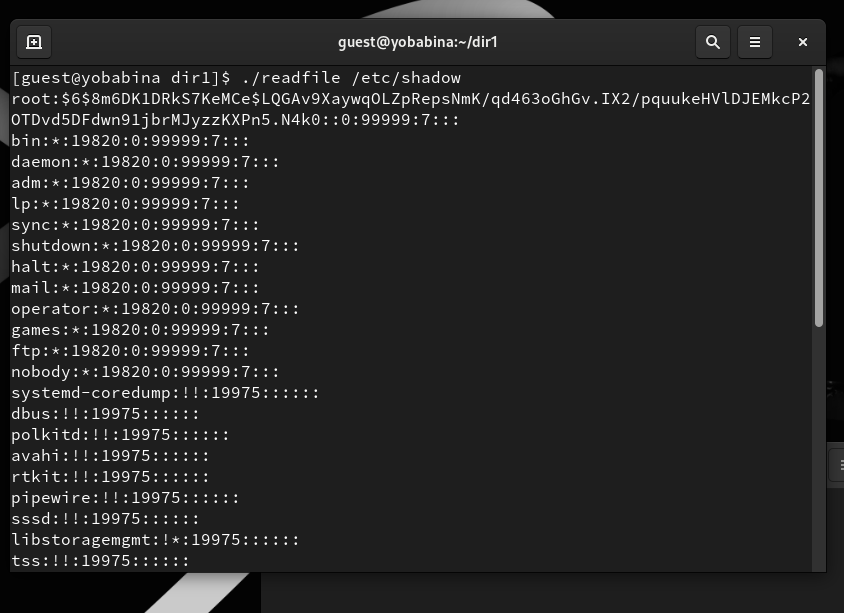 guest@yobabina:~/dir1
[guest@yobabina dir1]$ ./readfile /etc/shadow
root:$6$8m6DK1DRkS7KeMCe$LQGAv9XaywqOLZpRepsNmK/qd463oGhGv.IX2/pquukeHVlDJEMkcP2
OTDvd5DFdwn91jbrMJyzzKXPn5.N4k0::0:99999:7:::
bin:*:19820:0:99999:7:::
daemon:*:19820:0:99999:7:::
adm:*:19820:0:99999:7:::
lp:*:19820:0:99999:7:::
sync:*:19820:0:99999:7:::
shutdown:*:19820:0:99999:7:::
halt:*:19820:0:99999:7:::
mail:*:19820:0:99999:7:::
operator:*:19820:0:99999:7:::
games:*:19820:0:99999:7:::
ftp:*:19820:0:99999:7:::
nobody:*:19820:0:99999:7:::
systemd-coredump:!!:19975::::::
dbus:!!:19975::::::
polkitd:!!:19975::::::
avahi:!!:19975::::::
rtkit:!!:19975::::::
pipewire:!!:19975::::::
sssd:!!:19975::::::
libstoragemgmt:!*:19975::::::
tss:!!:19975::::::